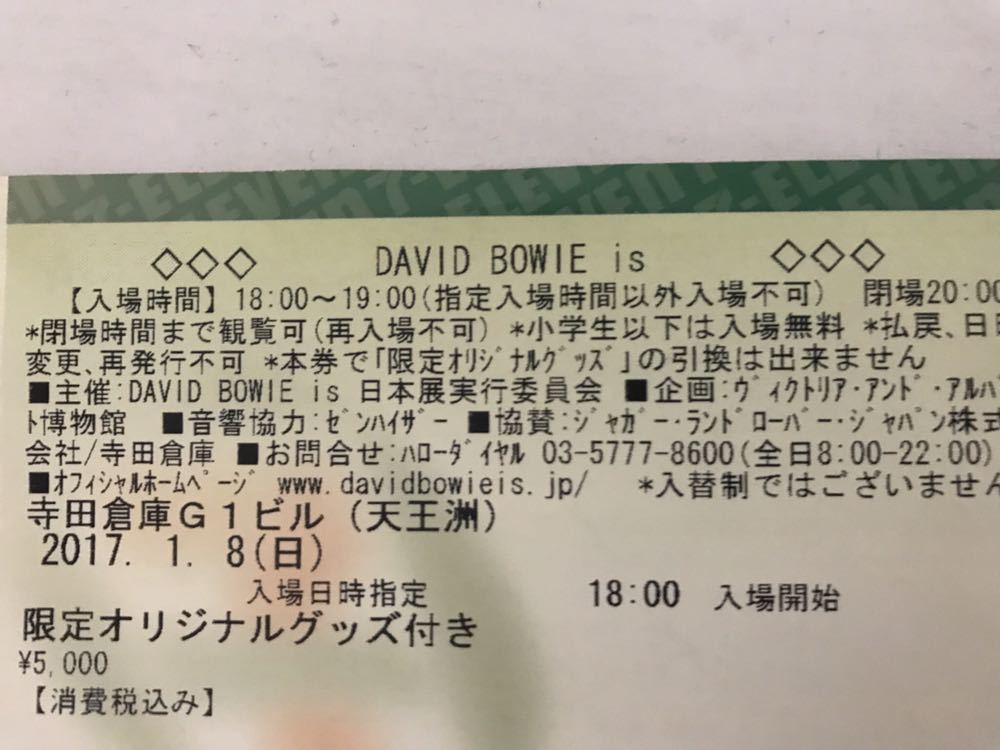 7-ELEVEN
◇◇◇ DAVID BOWIE is ◇◇◇
【入場時間】18:00～19:00(指定入場時間以外入場不可) 閉場20:00
*閉場時間まで観覧可(再入場不可) *小学生以下は入場無料 *払戻、日
変更、再発行不可 *本券で｢限定ｵﾘｼﾞﾅﾙｸﾞｯｽﾞ｣の引換は出来ません
■主催:DAVID BOWIE is 日本展実行委員会 ■企画:ｳﾞｨｸﾄﾘｱ･ｱﾝﾄﾞ･ｱﾙﾊﾞ
ﾄ博物館 ■音響協力:ｾﾞﾝﾊｲｻﾞｰ ■協賛:ｼﾞｬｶﾞｰ･ﾗﾝﾄﾞﾛｰﾊﾞｰ･ｼﾞｬﾊﾟﾝ株式
会社/寺田倉庫 ■お問合せ:ﾊﾛｰﾀﾞｲﾔﾙ 03-5777-8600(全日8:00-22:00)
■ｵﾌｨｼｬﾙﾎｰﾑﾍﾟｰｼﾞ www.davidbowieis.jp/ *入替制ではございません
寺田倉庫G1ビル (天王洲)
2017. 1. 8(日)
入場日時指定 18:00 入場開始
限定オリジナルグッズ付き
¥5,000
【消費税込み】